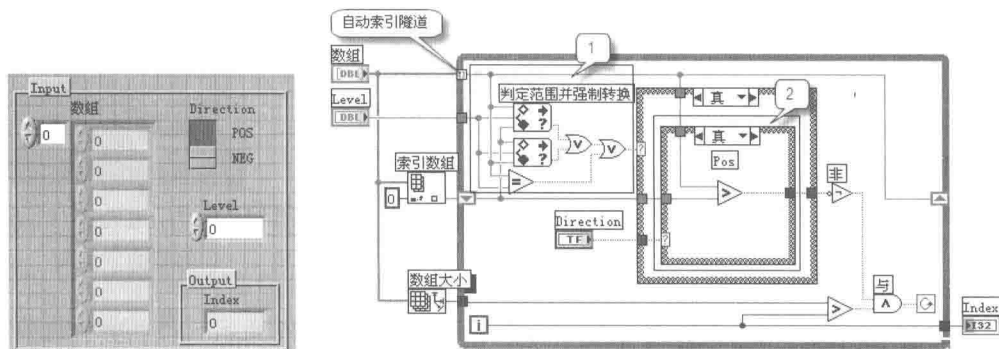 Input
数组
Direction
0
0
POS
0
NEG
0
Level
0
0
0
Output
0
Index
0
0
自动索引隧道
1
数组
DBL
判定范围并强制转换
真
2
Level
DBL
真
索引数组
Pos
非
0
Direction
TF
数组大小
与
i
Index
I32